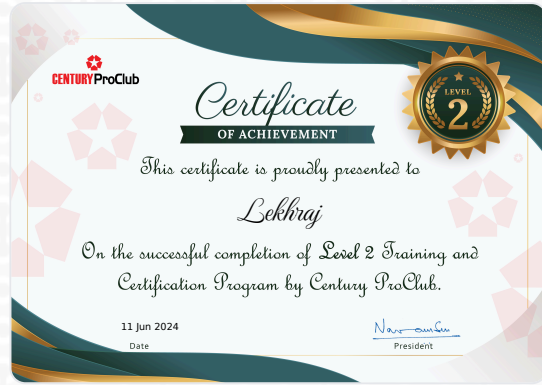 CENTURY ProClub
Certificate
OF ACHIEVEMENT
LEVEL
2
This certificate is proudly presented to
Lekhraj
On the successful completion of Level 2 Training and
Certification Program by Century ProClub.
11 Jun 2024
Date
President